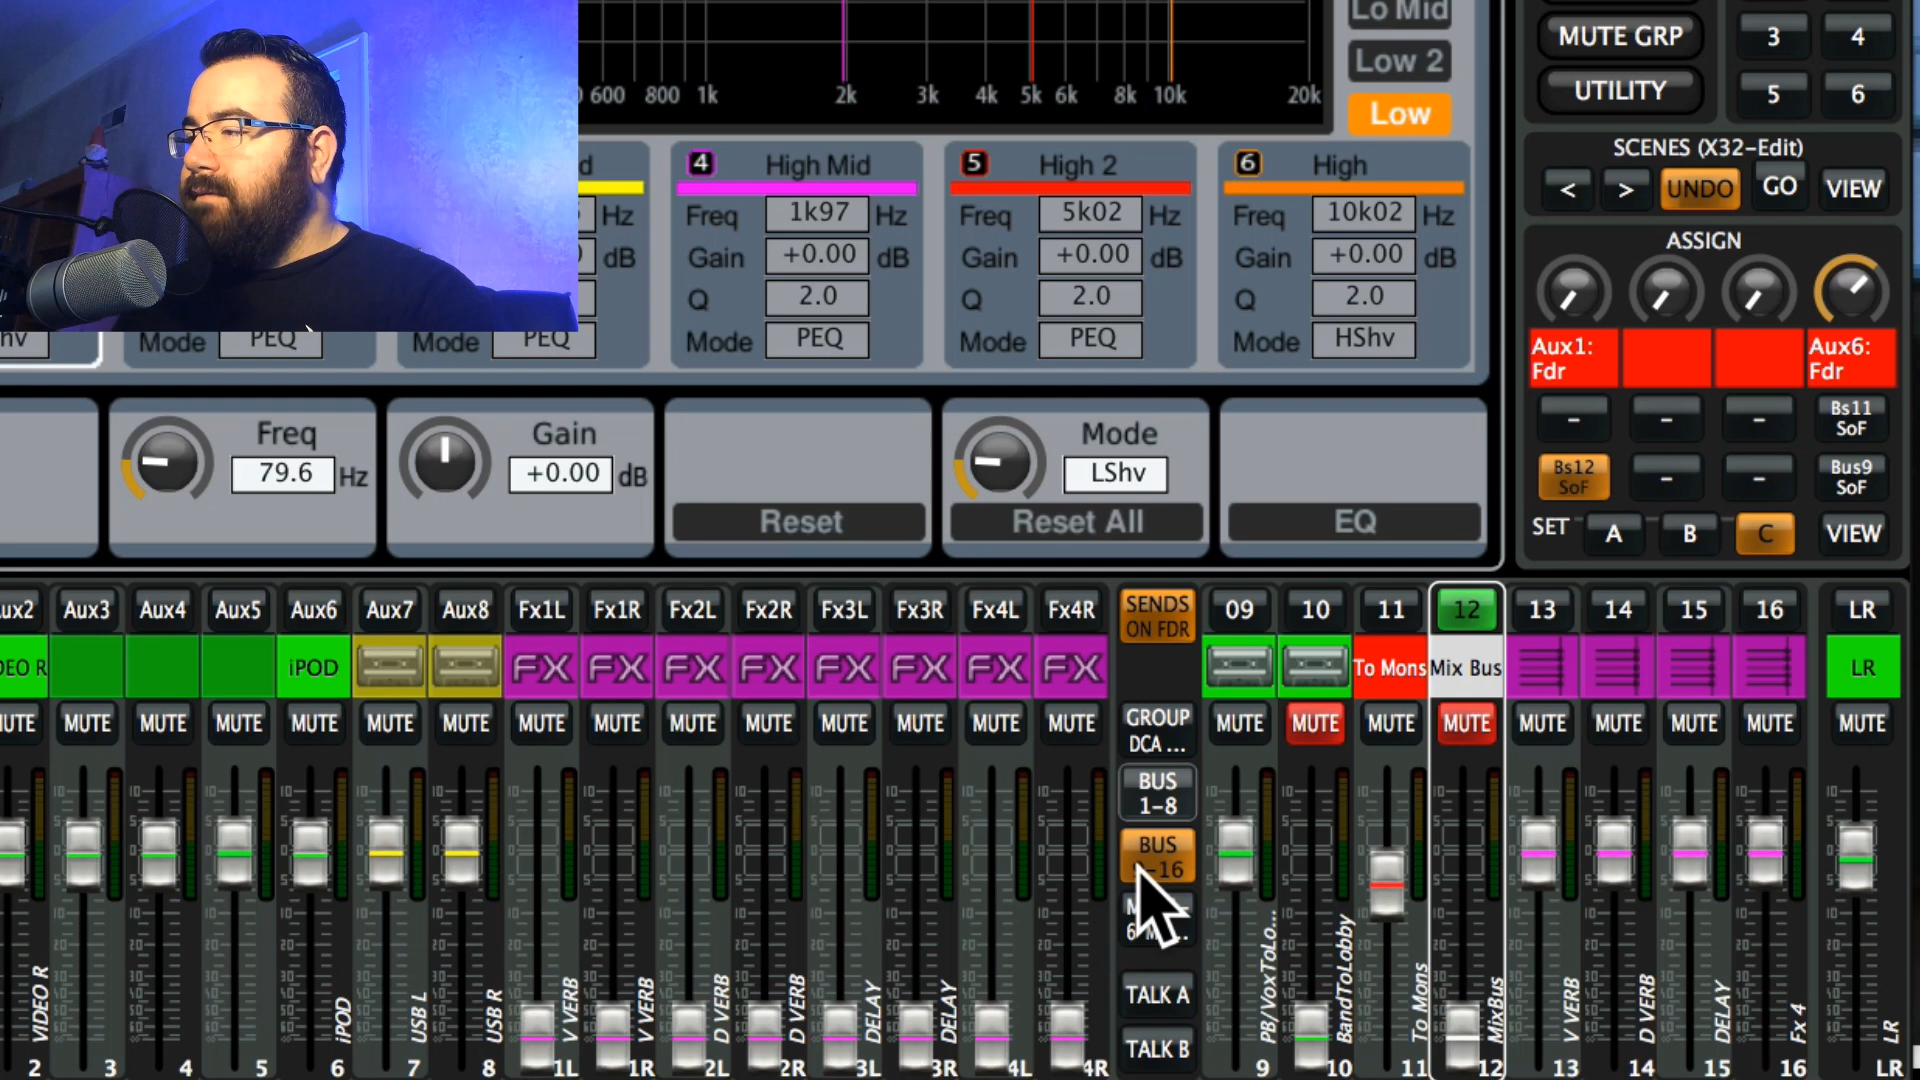 Lo Mid
MUTE GRP 3 4
600 800 1k 2k 3k 4k 5k 6k 8k 10k 20k
Low 2
UTILITY 5 6
Low
SCENES (X32-Edit)
d 4 High Mid 5 High 2 6 High
< > UNDO GO VIEW
Hz Freq 1k97 Hz Freq 5k02 Hz Freq 10k02 Hz
ASSIGN
dB Gain +0.00 dB Gain +0.00 dB Gain +0.00 dB
Q 2.0 Q 2.0 Q 2.0
hv Mode PEQ Mode PEQ Mode PEQ Mode PEQ Mode HShv
Aux1: Fdr Aux6: Fdr
- - - Bs11 SoF
Freq Gain Mode
79.6 Hz +0.00 dB LShv
Bs12 SoF - - Bus9 SoF
Reset Reset All EQ
SET A B C VIEW
ux2 Aux3 Aux4 Aux5 Aux6 Aux7 Aux8 Fx1L Fx1R Fx2L Fx2R Fx3L Fx3R Fx4L Fx4R SENDS ON FDR 09 10 11 12 13 14 15 16 LR
DEO R iPOD FX FX FX FX FX FX FX FX To Mons Mix Bus LR
MUTE MUTE MUTE MUTE MUTE MUTE MUTE MUTE MUTE MUTE MUTE MUTE MUTE MUTE GROUP DCA ... MUTE MUTE MUTE MUTE MUTE MUTE MUTE MUTE MUTE
BUS 1-8
BUS -16
VIDEO R iPOD USB L USB R V VERB V VERB D VERB D VERB DELAY DELAY PB/VoxToLo... BandToLobby To Mons MixBus V VERB D VERB DELAY Fx 4 LR
TALK A
TALK B
2 3 4 5 6 7 8 1L 1R 2L 2R 3L 3R 4L 4R 9 10 11 12 13 14 15 16 LR